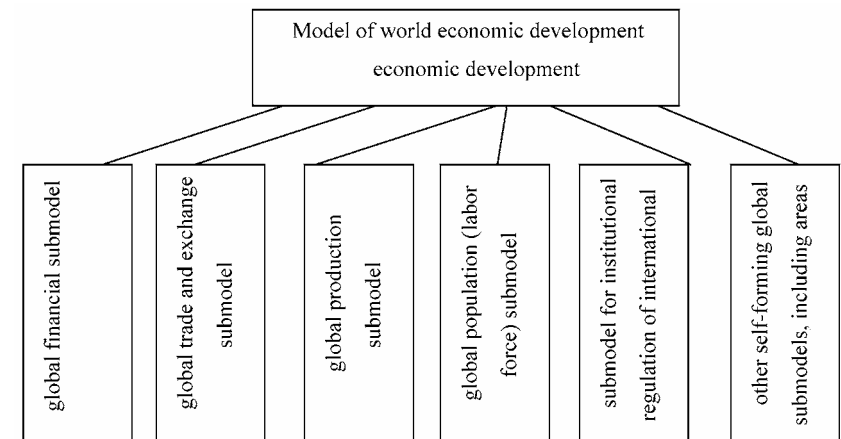 Model of world economic development
economic development
global financial submodel
global trade and exchange
submodel
global production
submodel
global population (labor
force) submodel
submodel for institutional
regulation of international
other self-forming global
submodels, including areas